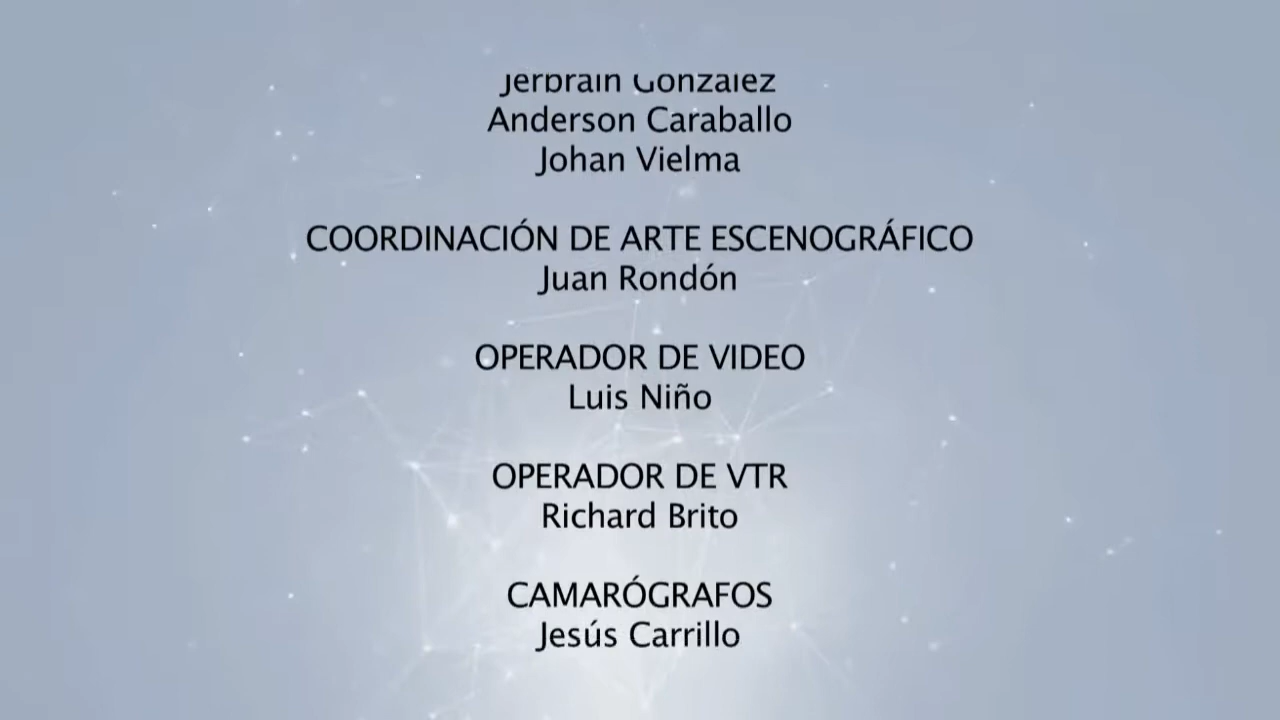 González
Anderson Caraballo
Johan Vielma
COORDINACIÓN DE ARTE ESCENOGRÁFICO
Juan Rondón
OPERADOR DE VIDEO
Luis Niño
OPERADOR DE VTR
Richard Brito
CAMARÓGRAFOS
Jesús Carrillo